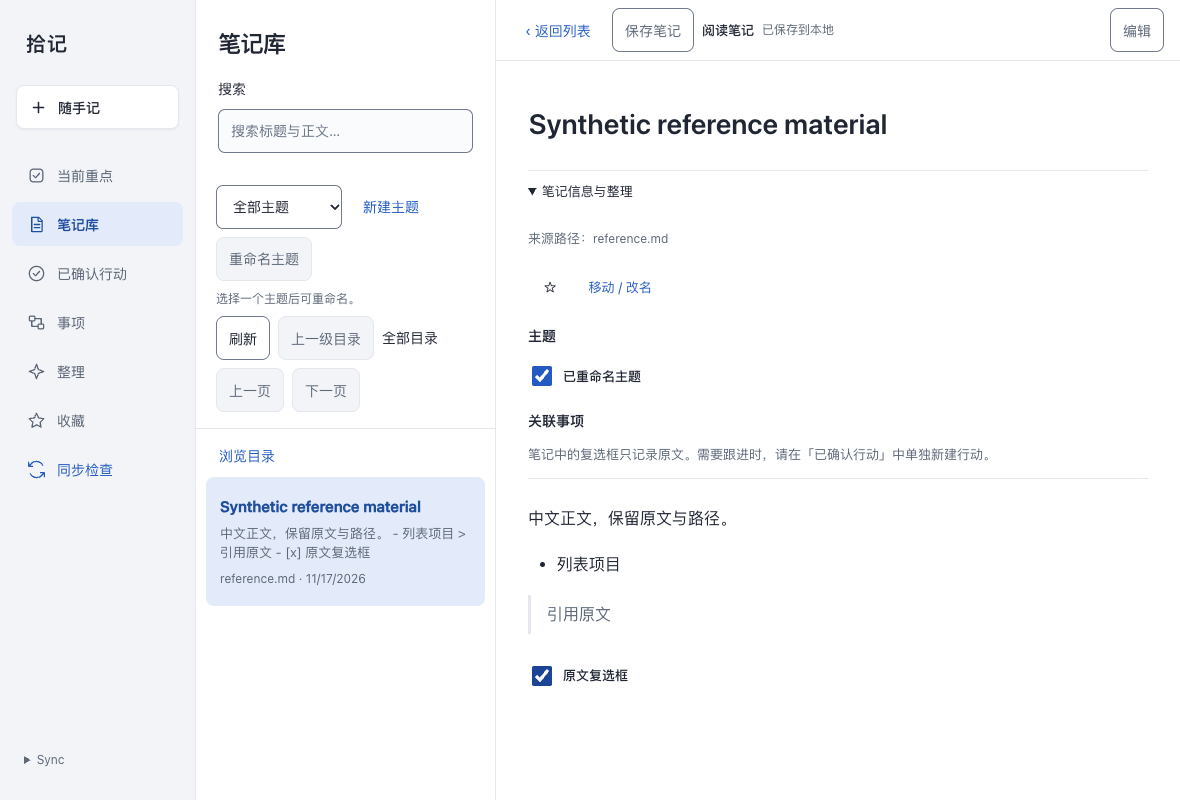 拾记
随手记
当前重点
笔记库
已确认行动
事项
整理
收藏
同步检查
Sync
笔记库
搜索
搜索标题与正文...
全部主题
新建主题
重命名主题
选择一个主题后可重命名。
刷新
上一级目录
全部目录
上一页
下一页
浏览目录
Synthetic reference material
中文正文，保留原文与路径。 - 列表项目 >
引用原文 - [x] 原文复选框
reference.md · 11/17/2026
‹ 返回列表
保存笔记
阅读笔记
已保存到本地
编辑
Synthetic reference material
▼ 笔记信息与整理
来源路径：reference.md
☆
移动 / 改名
主题
已重命名主题
关联事项
笔记中的复选框只记录原文。需要跟进时，请在「已确认行动」中单独新建行动。
中文正文，保留原文与路径。
• 列表项目
引用原文
原文复选框